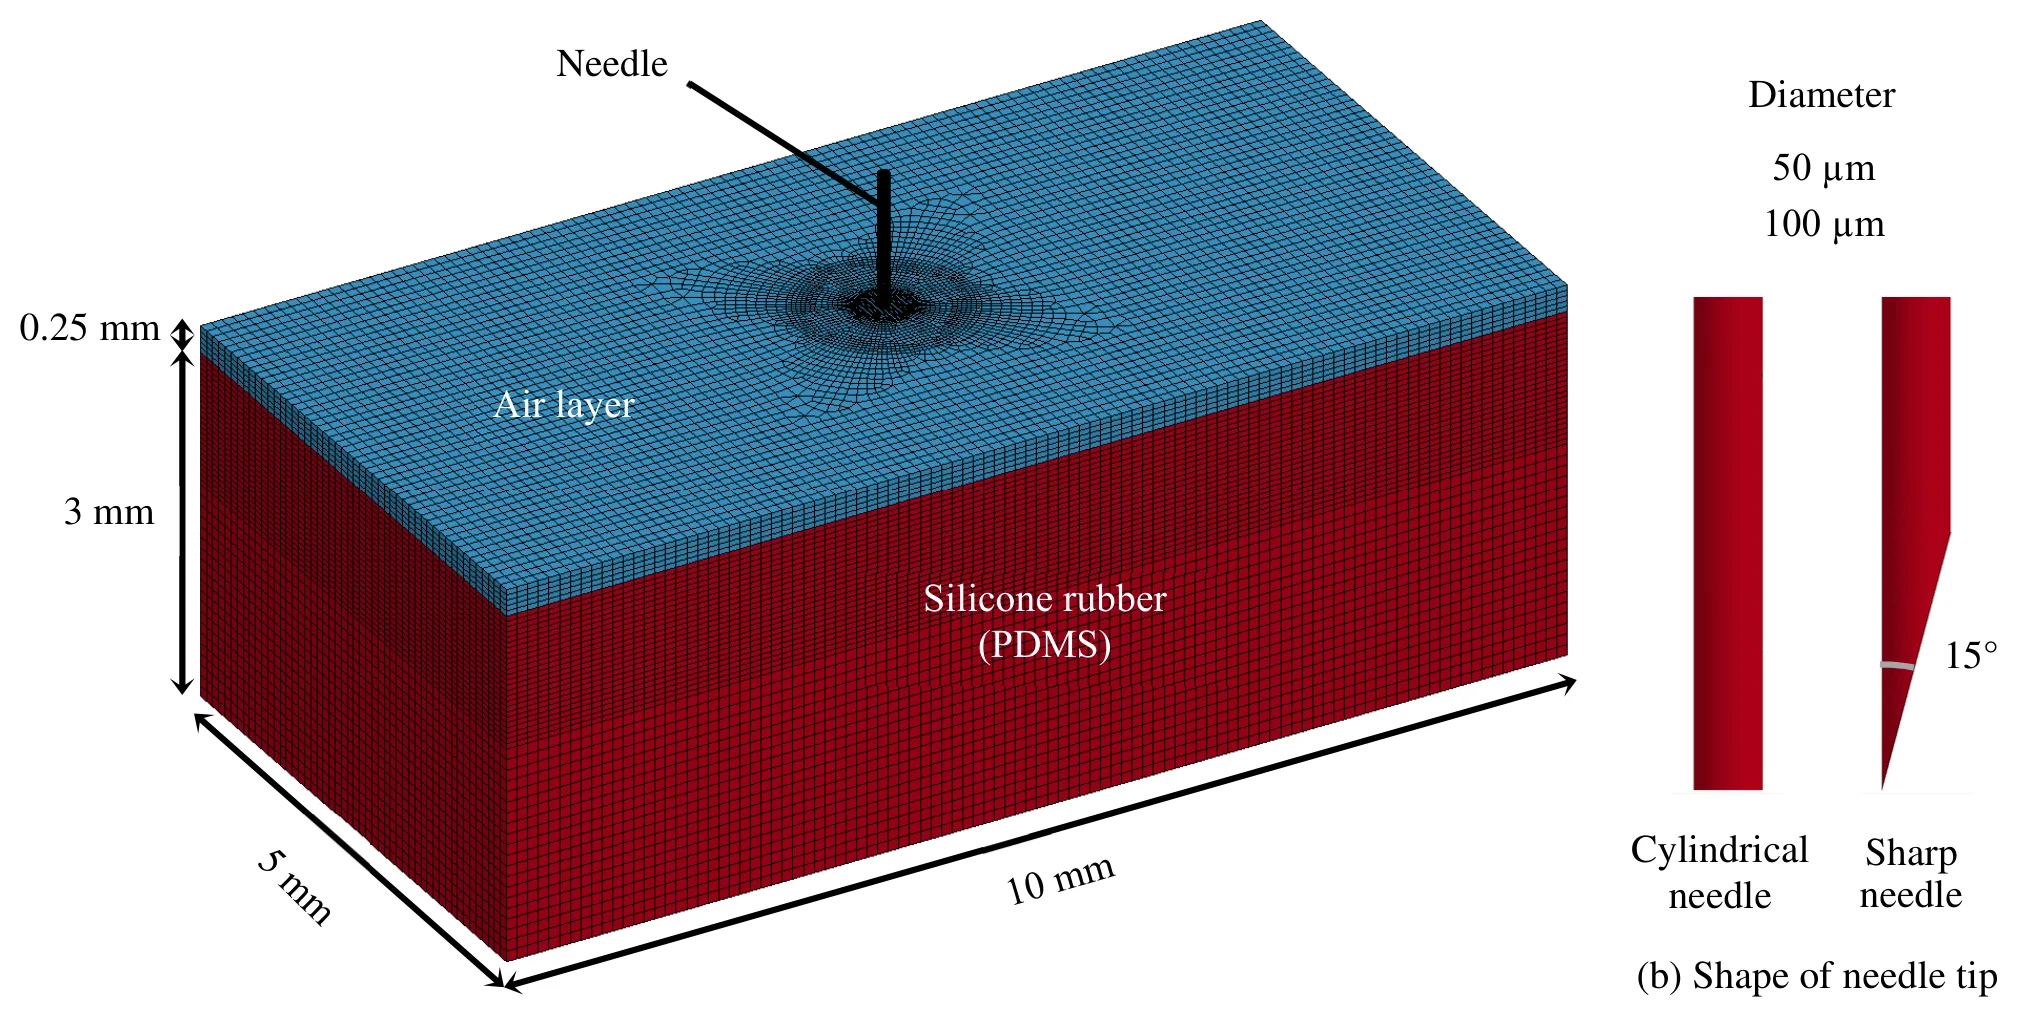 Needle
0.25 mm
3 mm
Air layer
Silicone rubber
(PDMS)
5 mm
10 mm
Diameter
50 µm
100 µm
15°
Cylindrical
needle
Sharp
needle
(b) Shape of needle tip